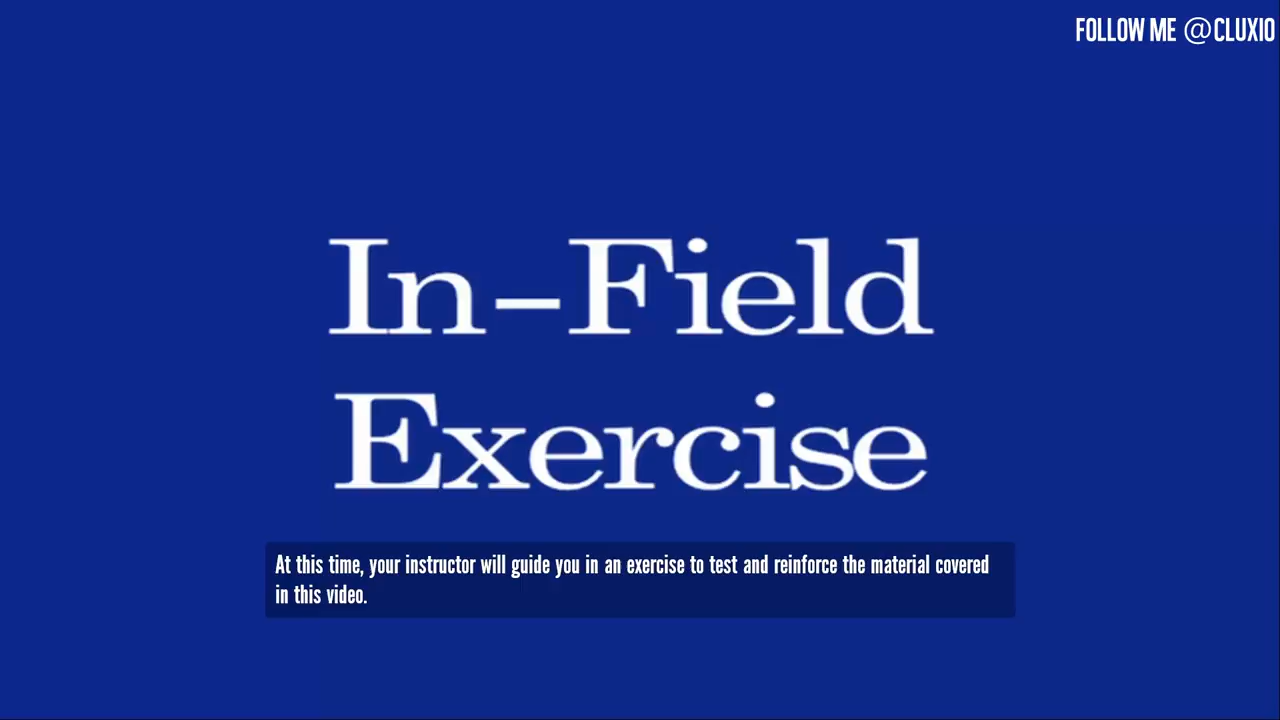 FOLLOW ME @CLUXIO
In-Field
Exercise
At this time, your instructor will guide you in an exercise to test and reinforce the material covered
in this video.